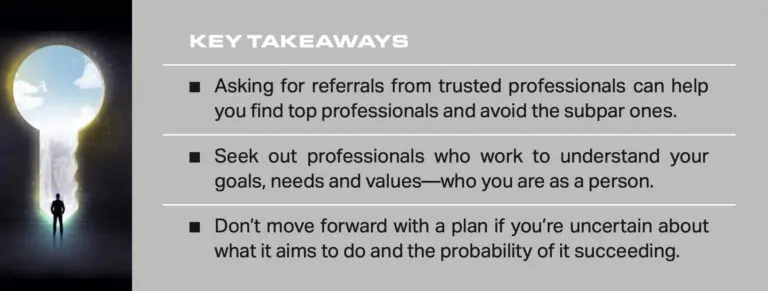 KEY TAKEAWAYS
■ Asking for referrals from trusted professionals can help
you find top professionals and avoid the subpar ones.
■ Seek out professionals who work to understand your
goals, needs and values—who you are as a person.
■ Don’t move forward with a plan if you’re uncertain about
what it aims to do and the probability of it succeeding.